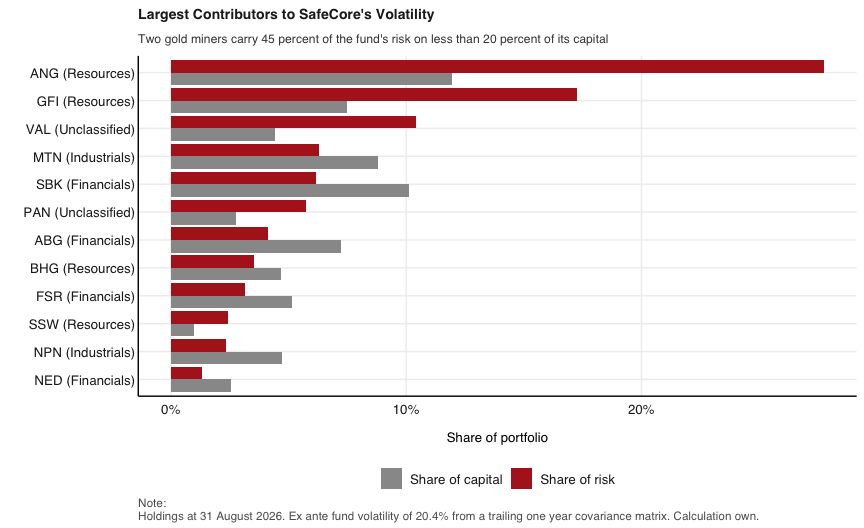 Largest Contributors to SafeCore's Volatility
Two gold miners carry 45 percent of the fund's risk on less than 20 percent of its capital
ANG (Resources)
GFI (Resources)
VAL (Unclassified)
MTN (Industrials)
SBK (Financials)
PAN (Unclassified)
ABG (Financials)
BHG (Resources)
FSR (Financials)
SSW (Resources)
NPN (Industrials)
NED (Financials)
0% 10% 20%
Share of portfolio
Share of capital Share of risk
Note:
Holdings at 31 August 2026. Ex ante fund volatility of 20.4% from a trailing one year covariance matrix. Calculation own.